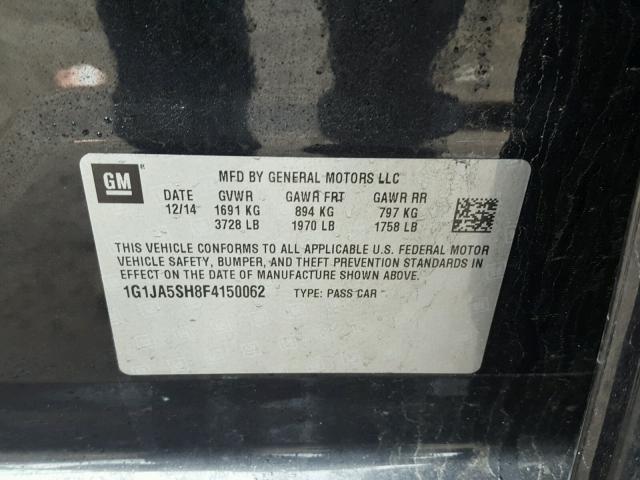 GM
MFD BY GENERAL MOTORS LLC
DATE GVWR GAWR FRT GAWR RR
12/14 1691 KG 894 KG 797 KG
3728 LB 1970 LB 1758 LB
THIS VEHICLE CONFORMS TO ALL APPLICABLE U.S. FEDERAL MOTOR
VEHICLE SAFETY, BUMPER, AND THEFT PREVENTION STANDARDS IN
EFFECT ON THE DATE OF MANUFACTURE SHOWN ABOVE.
1G1JA5SH8F4150062 TYPE: PASS CAR